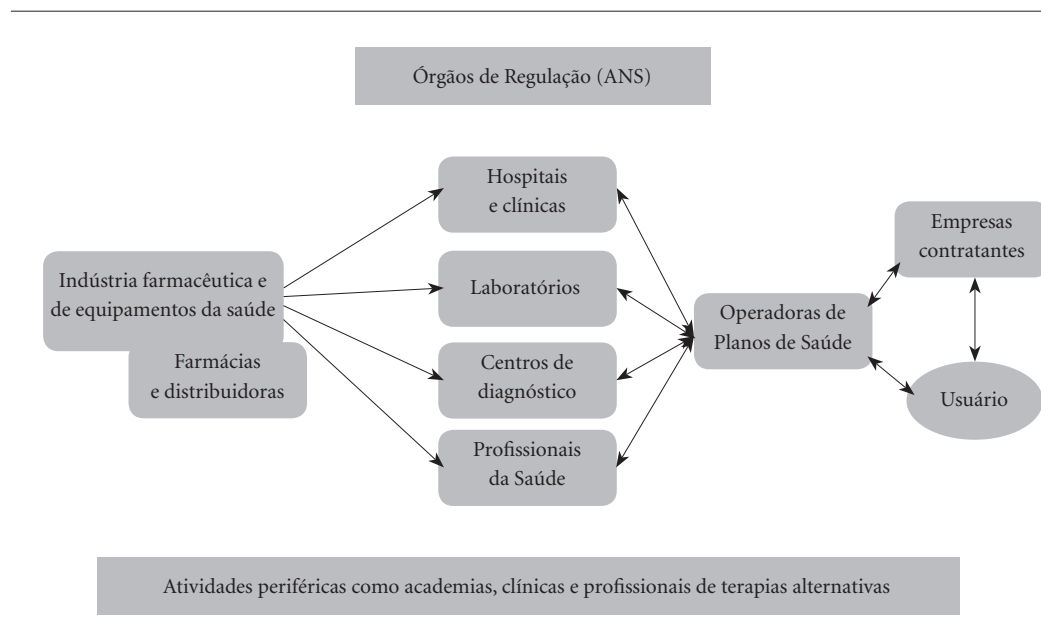 Órgãos de Regulação (ANS)
Hospitais
e clínicas
Indústria farmacêutica e
de equipamentos da saúde
Farmácias
e distribuidoras
Laboratórios
Centros de
diagnóstico
Profissionais
da Saúde
Operadoras de
Planos de Saúde
Empresas
contratantes
Usuário
Atividades periféricas como academias, clínicas e profissionais de terapias alternativas